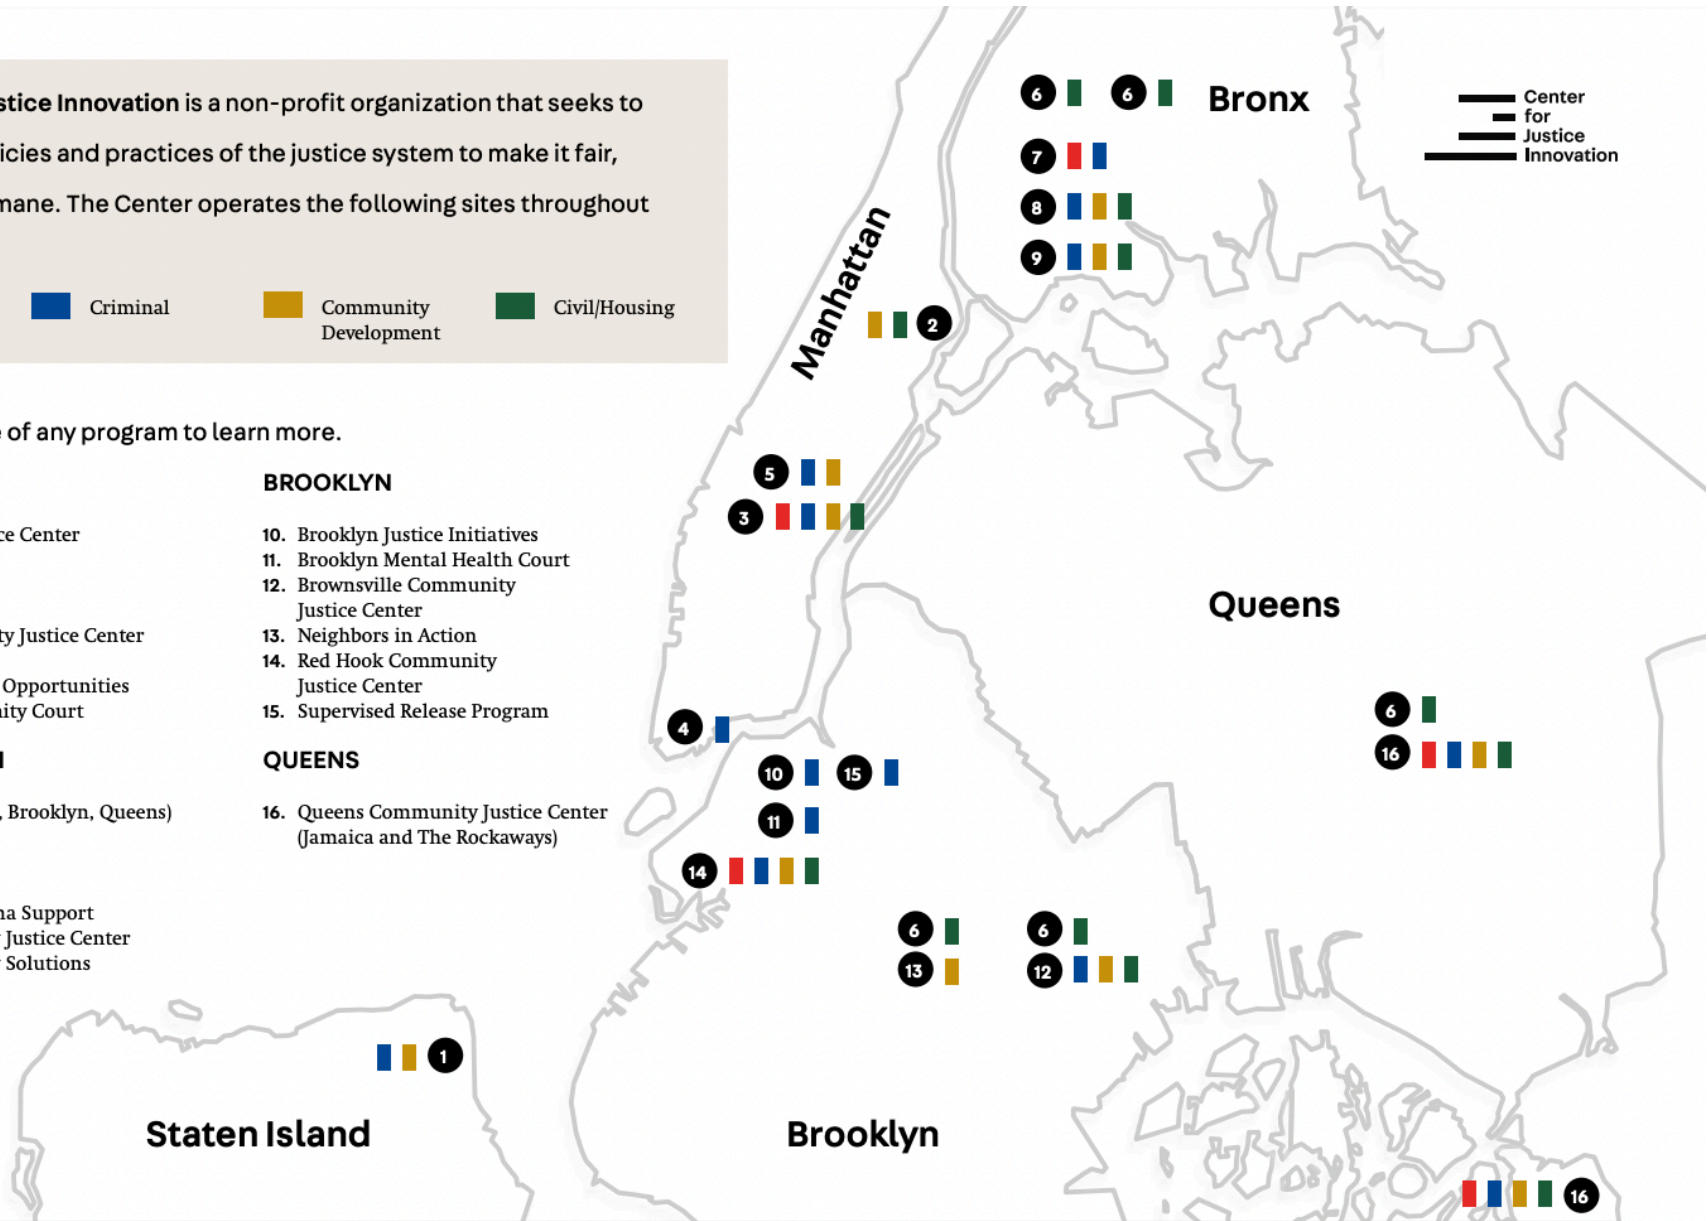 stice Innovation is a non-profit organization that seeks to
icies and practices of the justice system to make it fair,
mane. The Center operates the following sites throughout
Criminal
Community
Development
Civil/Housing
of any program to learn more.
ce Center
ty Justice Center
Opportunities
nity Court
, Brooklyn, Queens)
na Support
Justice Center
Solutions
BROOKLYN
10. Brooklyn Justice Initiatives
11. Brooklyn Mental Health Court
12. Brownsville Community
Justice Center
13. Neighbors in Action
14. Red Hook Community
Justice Center
15. Supervised Release Program
QUEENS
16. Queens Community Justice Center
(Jamaica and The Rockaways)
Center
for
Justice
Innovation
Bronx
6 6
7
8
9
Manhattan
2
5
3
4
Queens
6
16
10 15
11
14
6 6
13 12
1
Staten Island
Brooklyn
16